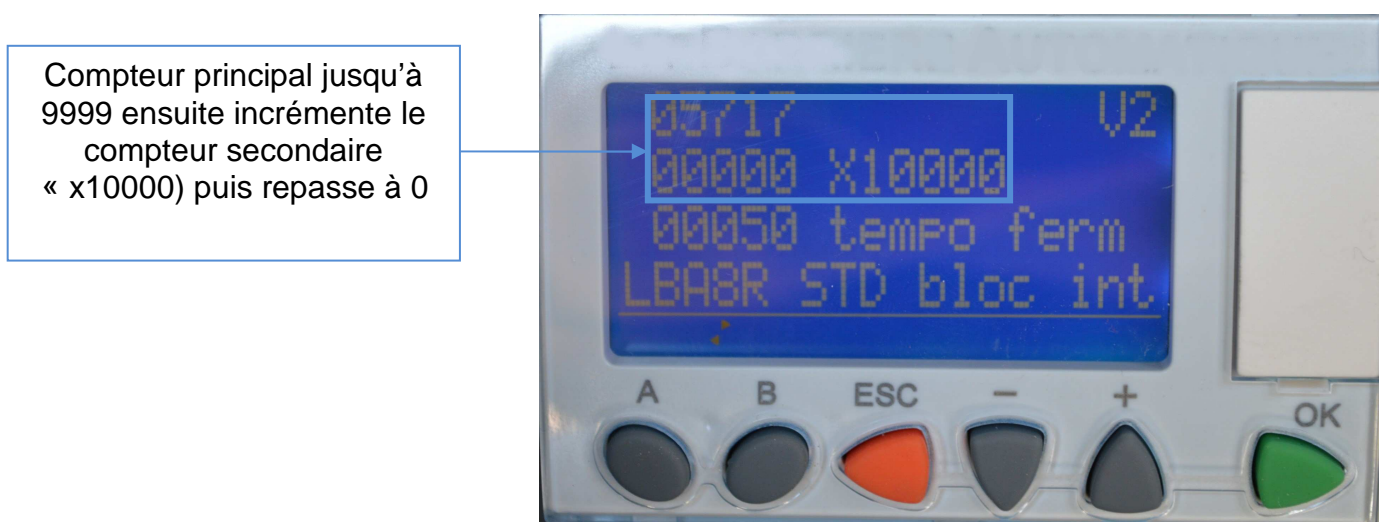 Compteur principal jusqu’à
9999 ensuite incrémente le
compteur secondaire
« x10000) puis repasse à 0
05717 V2
00000 X10000
00050 tempo ferm
LBA8R STD bloc int
A B ESC − + OK